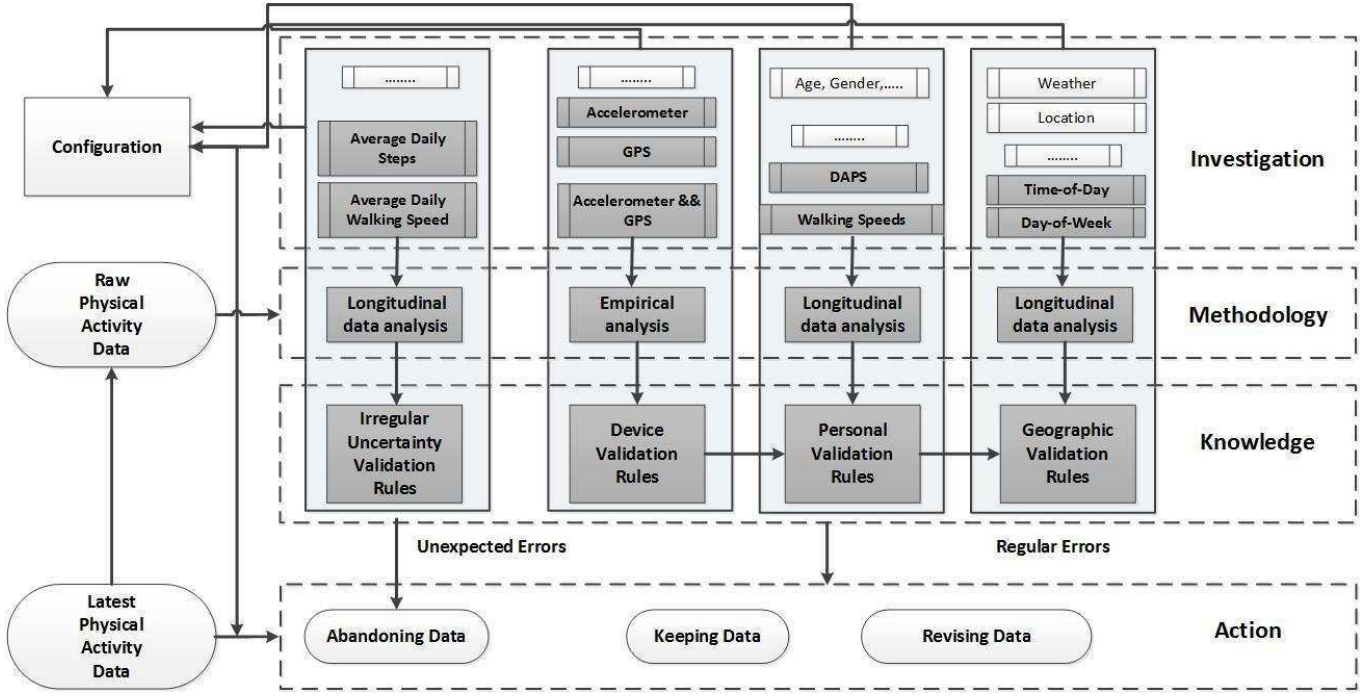 ........
Average Daily
Steps
Average Daily
Walking Speed
........
Accelerometer
GPS
Accelerometer &&
GPS
Age, Gender,.....
........
DAPS
Walking Speeds
Weather
Location
........
Time-of-Day
Day-of-Week
Investigation
Configuration
Raw
Physical
Activity
Data
Longitudinal
data analysis
Empirical
analysis
Longitudinal
data analysis
Longitudinal
data analysis
Methodology
Irregular
Uncertainty
Validation
Rules
Device
Validation
Rules
Personal
Validation
Rules
Geographic
Validation
Rules
Knowledge
Unexpected Errors
Regular Errors
Latest
Physical
Activity
Data
Abandoning Data
Keeping Data
Revising Data
Action